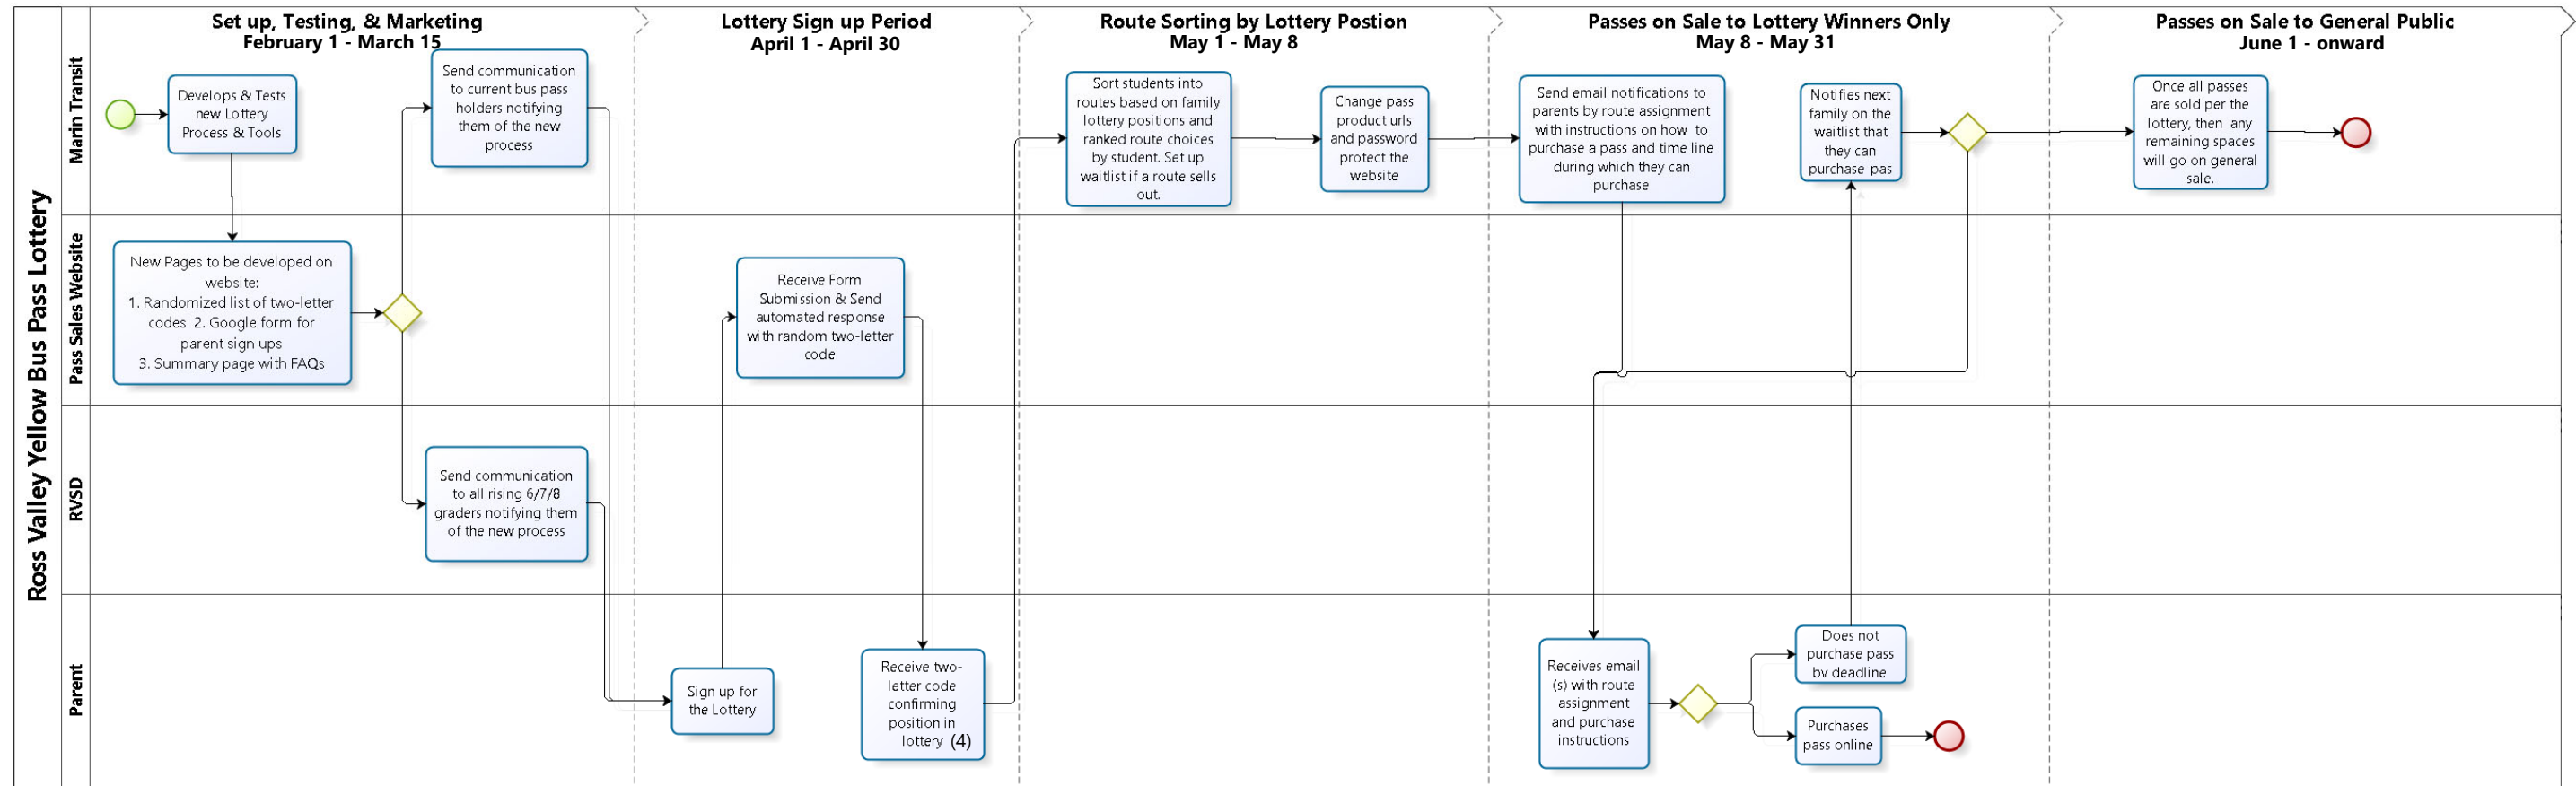 Ross Valley Yellow Bus Pass Lottery
Set up, Testing, & Marketing
February 1 - March 15
Lottery Sign up Period
April 1 - April 30
Route Sorting by Lottery Postion
May 1 - May 8
Passes on Sale to Lottery Winners Only
May 8 - May 31
Passes on Sale to General Public
June 1 - onward
Marin Transit
Develops & Tests
new Lottery
Process & Tools
Send communication
to current bus pass
holders notifying
them of the new
process
Sort students into
routes based on family
lottery positions and
ranked route choices
by student. Set up
waitlist if a route sells
out.
Change pass
product urls
and password
protect the
website
Send email notifications to
parents by route assignment
with instructions on how to
purchase a pass and time line
during which they can
purchase
Notifies next
family on the
waitlist that
they can
purchase pas
Once all passes
are sold per the
lottery, then any
remaining spaces
will go on general
sale.
Pass Sales Website
New Pages to be developed on
website:
1. Randomized list of two-letter
codes 2. Google form for
parent sign ups
3. Summary page with FAQs
Receive Form
Submission & Send
automated response
with random two-letter
code
RVSD
Send communication
to all rising 6/7/8
graders notifying them
of the new process
Parent
Sign up for
the Lottery
Receive two-
letter code
confirming
position in
lottery (4)
Receives email
(s) with route
assignment
and purchase
instructions
Does not
purchase pass
by deadline
Purchases
pass online